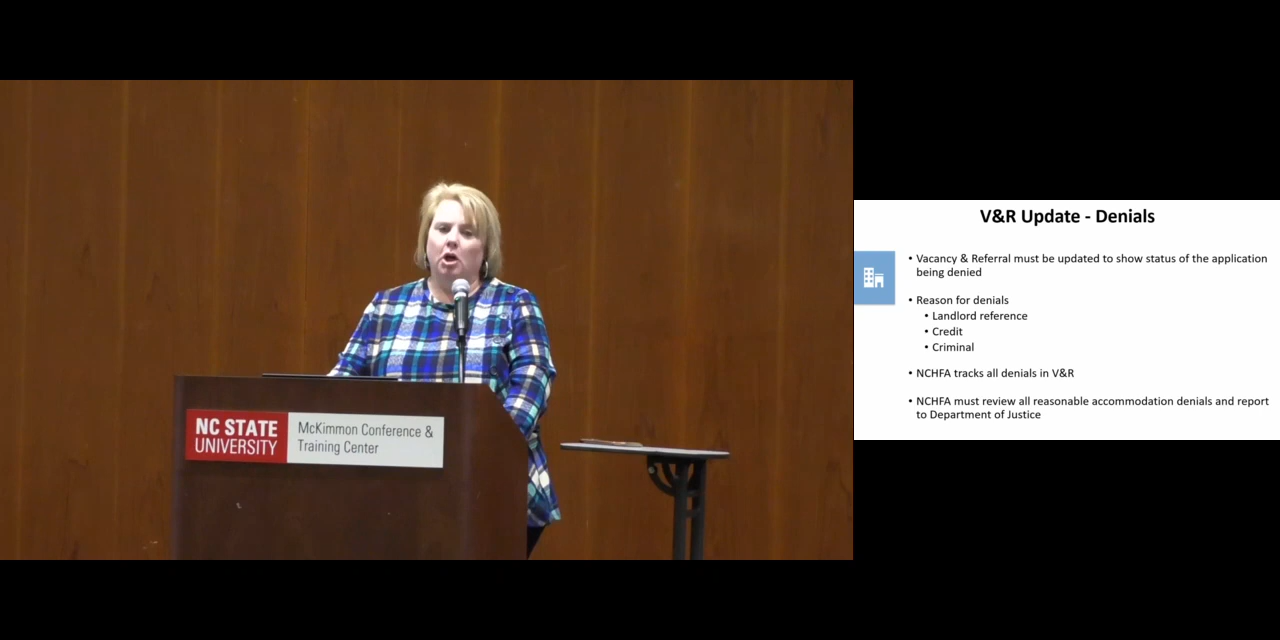 NC STATE
UNIVERSITY
McKimmon Conference &
Training Center
V&R Update - Denials
• Vacancy & Referral must be updated to show status of the application
being denied
• Reason for denials
• Landlord reference
• Credit
• Criminal
• NCHFA tracks all denials in V&R
• NCHFA must review all reasonable accommodation denials and report
to Department of Justice